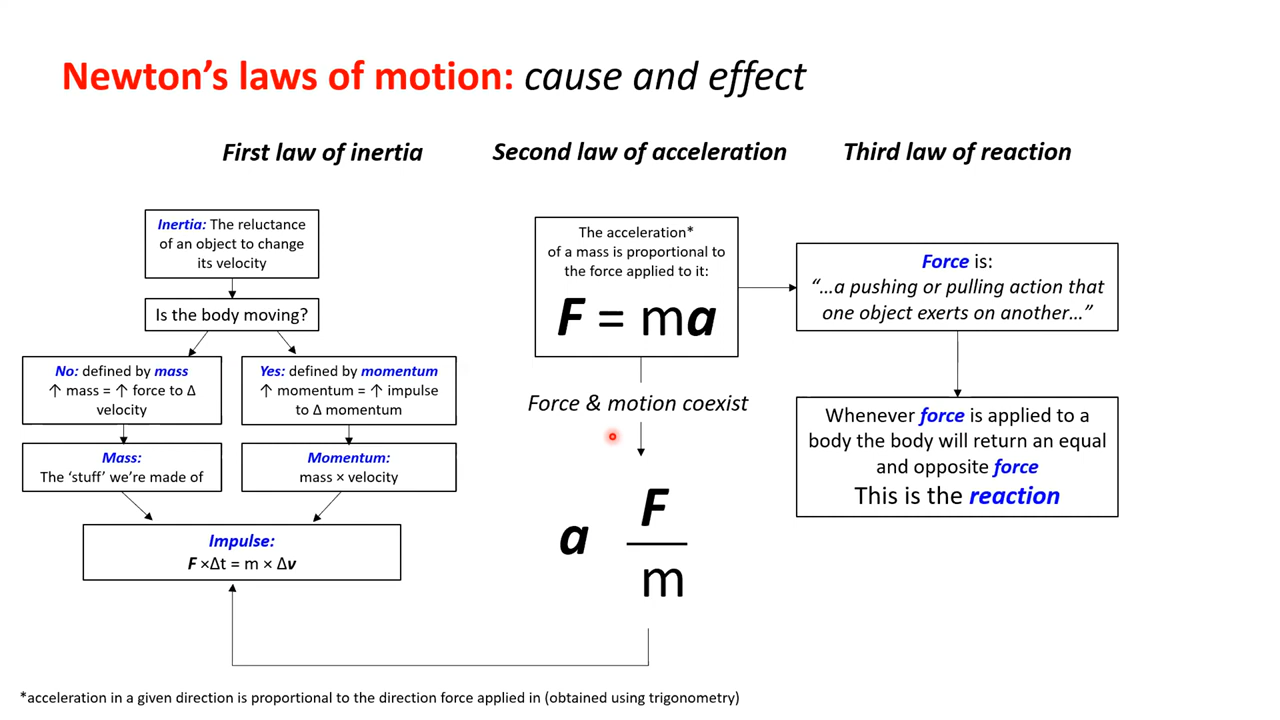 Newton's laws of motion: cause and effect
First law of inertia
Second law of acceleration
Third law of reaction
Inertia: The reluctance
of an object to change
its velocity
Is the body moving?
No: defined by mass
↑ mass = ↑ force to Δ
velocity
Yes: defined by momentum
↑ momentum = ↑ impulse
to Δ momentum
Mass:
The 'stuff' we're made of
Momentum:
mass × velocity
Impulse:
F ×Δt = m × Δv
The acceleration*
of a mass is proportional to
the force applied to it:
F = ma
Force & motion coexist
a
F
m
Force is:
"...a pushing or pulling action that
one object exerts on another..."
Whenever force is applied to a
body the body will return an equal
and opposite force
This is the reaction
*acceleration in a given direction is proportional to the direction force applied in (obtained using trigonometry)